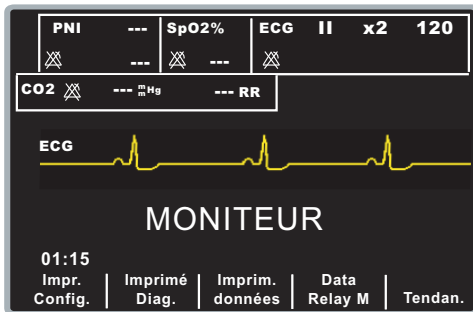 PNI --- SpO2% ECG II x2 120
--- ---
CO2 --- mmHg --- RR
ECG
MONITEUR
01:15
Impr. Config. Imprimé Diag. Imprim. données Data Relay M Tendan.